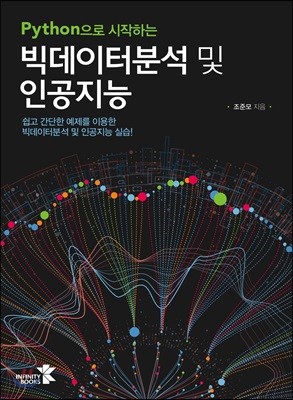 Python으로 시작하는
빅데이터분석 및
인공지능
• 조준모 지음 •
쉽고 간단한 예제를 이용한
빅데이터분석 및 인공지능 실습!
INFINITY
BOOKS